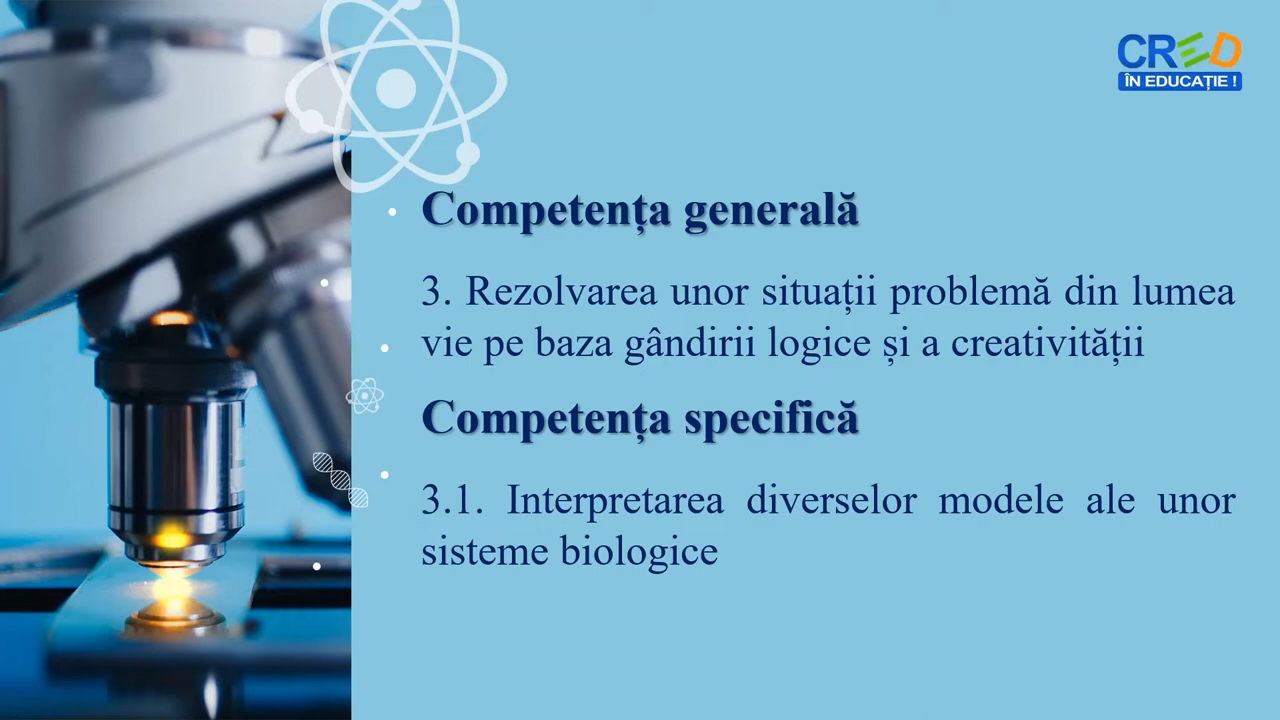 CRED
ÎN EDUCAȚIE !
Competența generală
3. Rezolvarea unor situații problemă din lumea
vie pe baza gândirii logice și a creativității
Competența specifică
3.1. Interpretarea diverselor modele ale unor
sisteme biologice